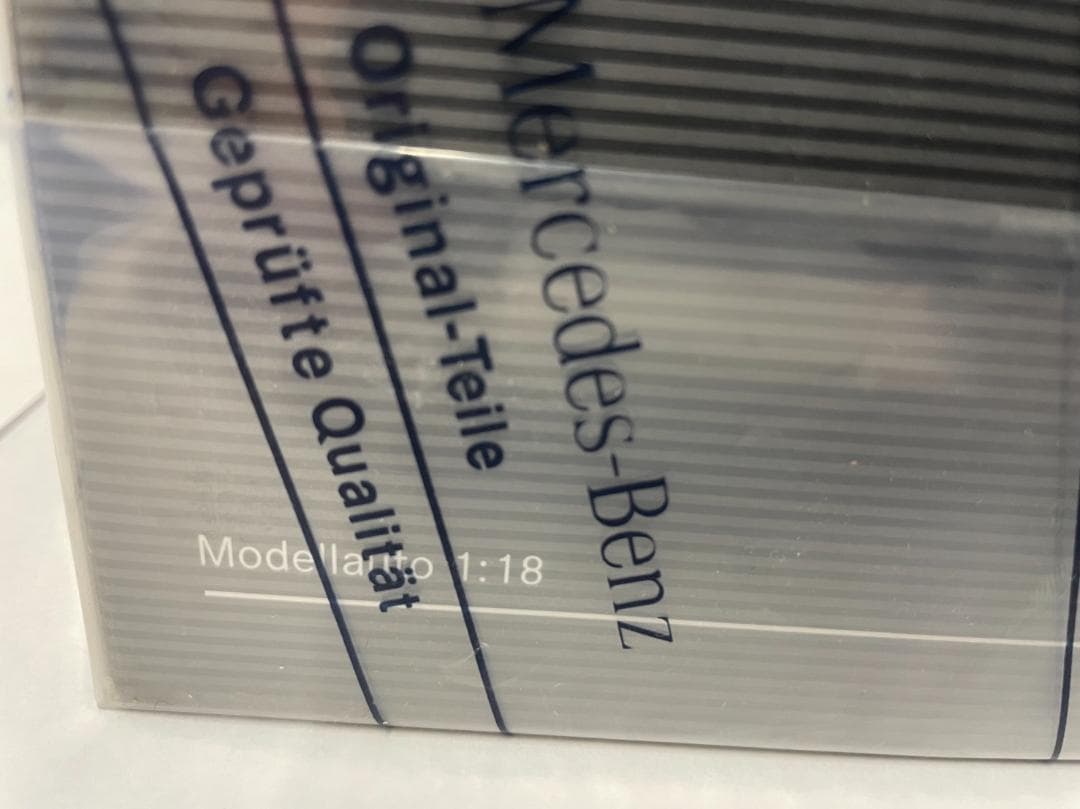 Mercedes-Benz
Original-Teile
Geprüfte Qualität
Modellauto 1:18